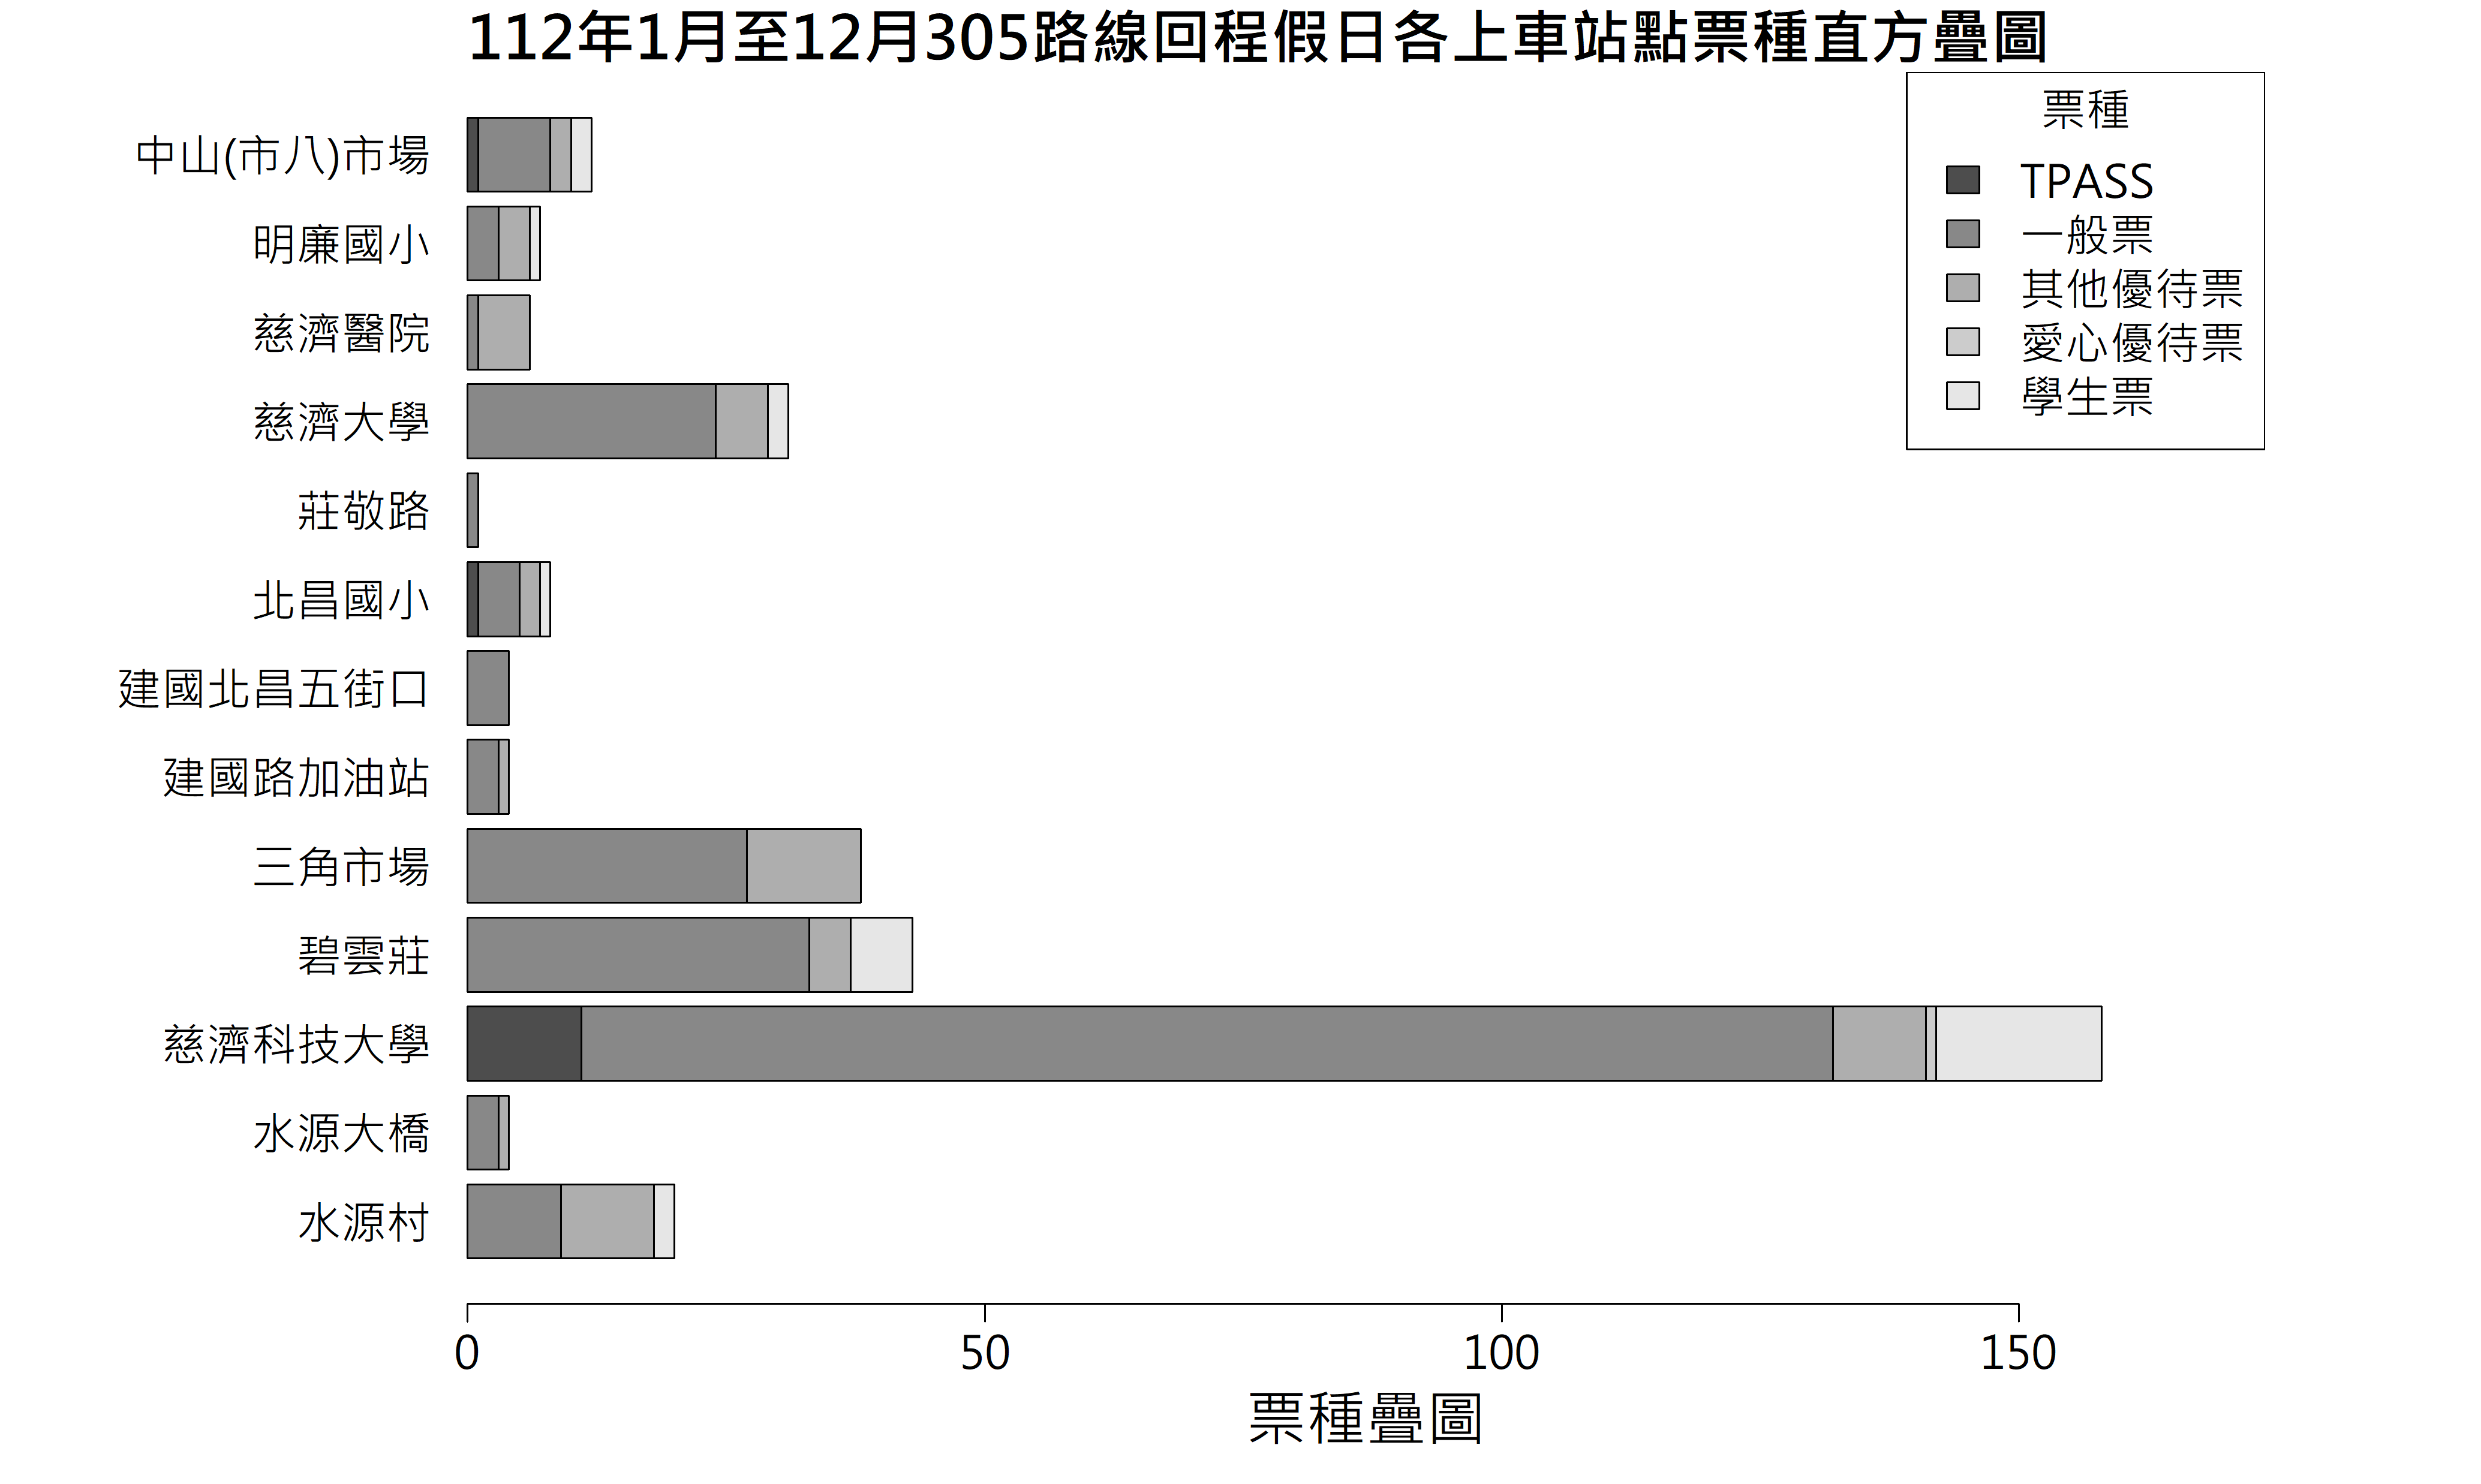 112年1月至12月305路線回程假日各上車站點票種直方疊圖
票種
TPASS
一般票
其他優待票
愛心優待票
學生票
中山(市八)市場
明廉國小
慈濟醫院
慈濟大學
莊敬路
北昌國小
建國北昌五街口
建國路加油站
三角市場
碧雲莊
慈濟科技大學
水源大橋
水源村
0 50 100 150
票種疊圖